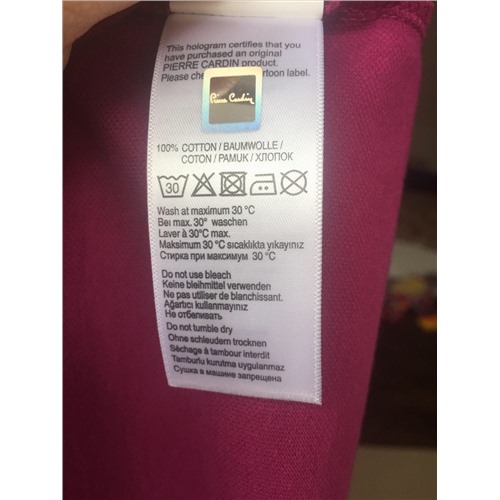 This hologram certifies that you
have purchased an original
PIERRE CARDIN product.
Please che rtoon label.
Pierre Cardin
100% COTTON / BAUMWOLLE /
COTON / PAMUK / ХЛОПОК
30
Wash at maximum 30 °C
Bei max. 30° waschen
Laver à 30°C max.
Maksimum 30 °C sıcaklıkta yıkayınız
Стирка при максимум 30 °C
Do not use bleach
Keine bleihmittel verwenden
Ne pas utiliser de blanchissant.
Ağartıcı kullanmayınız
Не отбеливать
Do not tumble dry
Ohne schleudern trocknen
Sèchage à tambour interdit
Tamburlu kurutma uygulanmaz
Сушка в машине запрещена